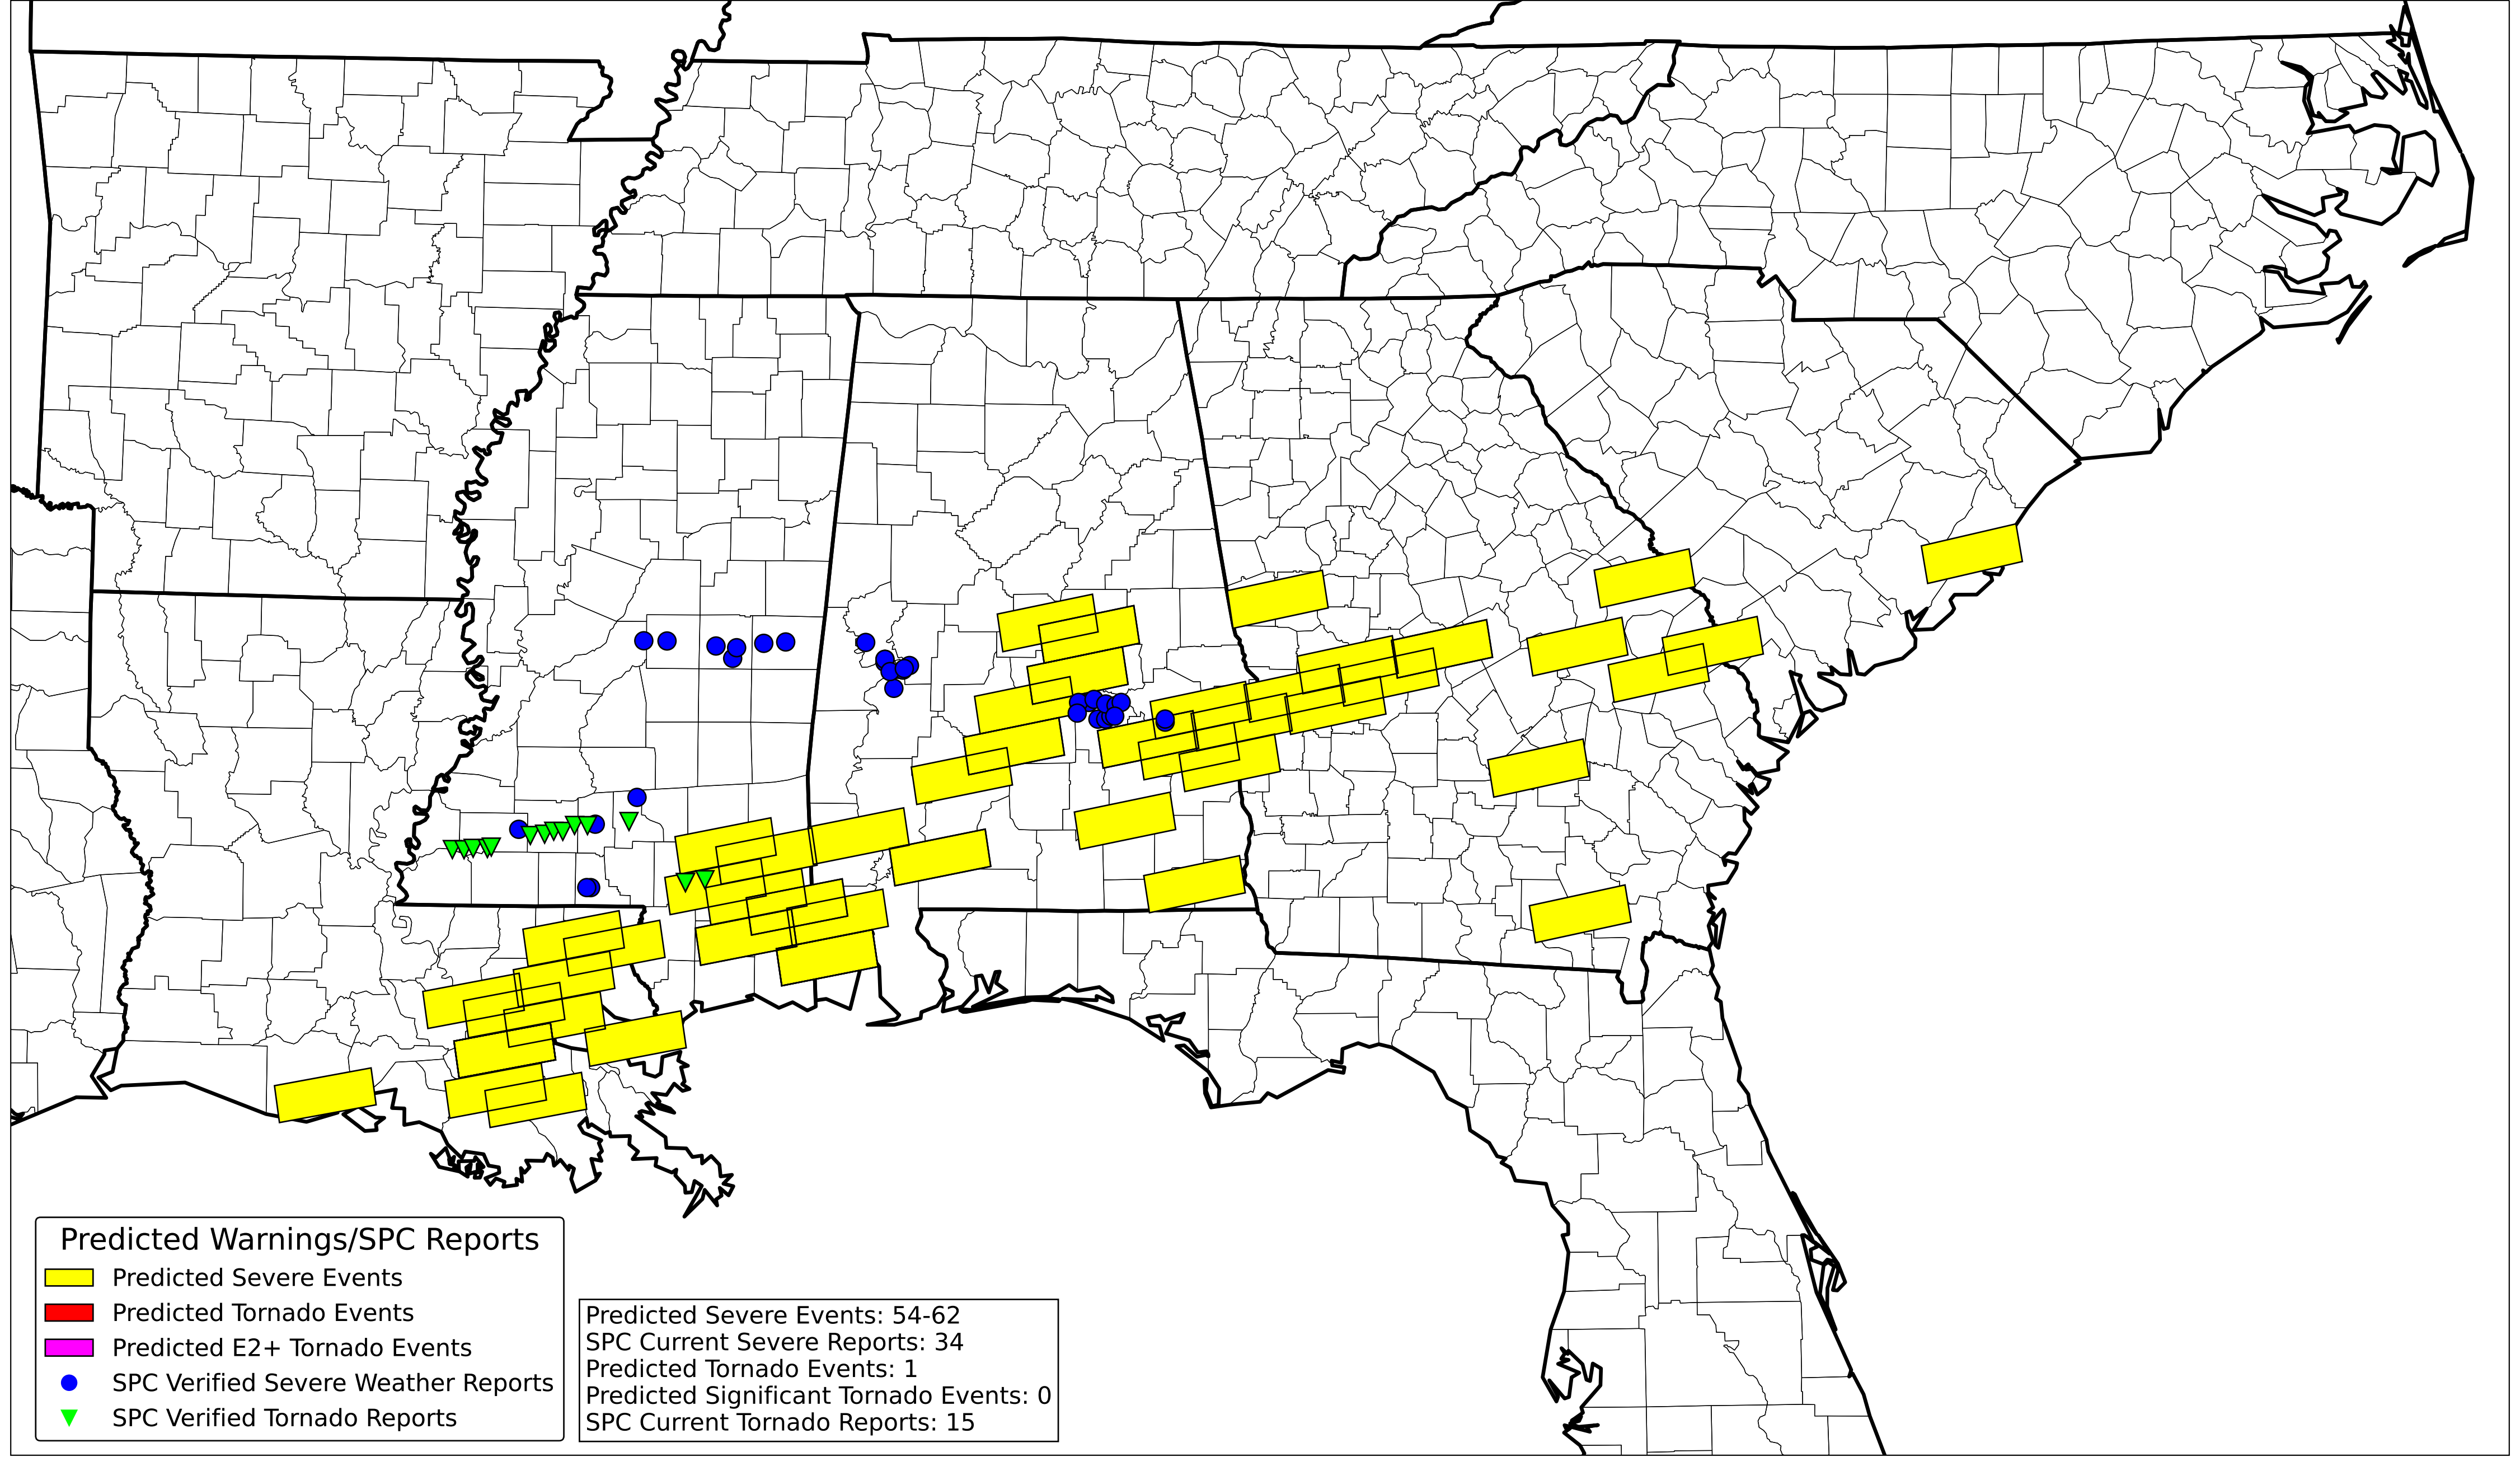 Predicted Warnings/SPC Reports
Predicted Severe Events
Predicted Tornado Events
Predicted E2+ Tornado Events
SPC Verified Severe Weather Reports
SPC Verified Tornado Reports
Predicted Severe Events: 54-62
SPC Current Severe Reports: 34
Predicted Tornado Events: 1
Predicted Significant Tornado Events: 0
SPC Current Tornado Reports: 15